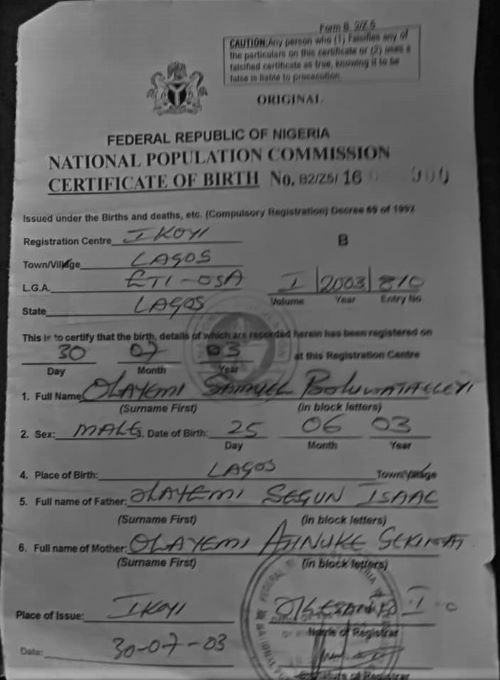 Form B. 2/Z.5
CAUTION: Any person who (1) Falsifies any of
the particulars on this certificate or (2) uses a
falsified certificate as true, knowing it to be
false is liable to prosecution.
ORIGINAL
FEDERAL REPUBLIC OF NIGERIA
NATIONAL POPULATION COMMISSION
CERTIFICATE OF BIRTH No. B2/Z5/ 16
Issued under the Births and deaths, etc. (Compulsory Registration) Decree 69 of 1992
Registration Centre IKOYI B
Town/Village LAGOS
L.G.A. ETI-OSA I 2003 810
Volume Year Entry No
State LAGOS
This is to certify that the birth, details of which are recorded herein has been registered on
30 07 03 at this Registration Centre
Day Month Year
1. Full Name OLAYEMI SAMUEL
(Surname First) (in block letters)
2. Sex: MALE 3. Date of Birth: 25 06 03
Day Month Year
4. Place of Birth: LAGOS Town/Village
5. Full name of Father: OLAYEMI SEGUN ISAAC
(Surname First) (in block letters)
6. Full name of Mother: OLAYEMI
(Surname First) (in block letters)
Place of Issue: IKOYI
Name of Registrar
Date: 30-07-03
Signature of Registrar